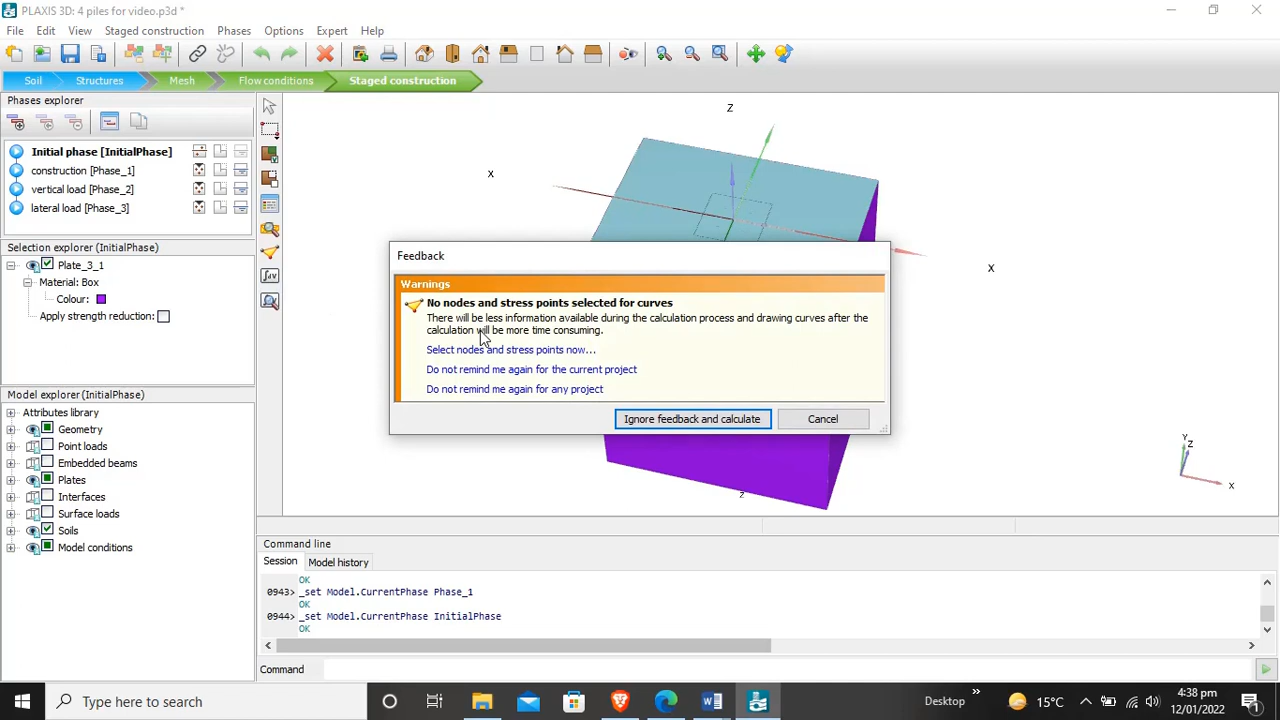 PLAXIS 3D: 4 piles for video.p3d *
File Edit View Staged construction Phases Options Expert Help
Soil Structures Mesh Flow conditions Staged construction
Phases explorer
Initial phase [InitialPhase]
construction [Phase_1]
vertical load [Phase_2]
lateral load [Phase_3]
Selection explorer (InitialPhase)
Plate_3_1
Material: Box
Colour:
Apply strength reduction:
Model explorer (InitialPhase)
Attributes library
Geometry
Point loads
Embedded beams
Plates
Interfaces
Surface loads
Soils
Model conditions
Z
X
X
Z
Y
Z
X
Feedback
Warnings
No nodes and stress points selected for curves
There will be less information available during the calculation process and drawing curves after the
calculation will be more time consuming.
Select nodes and stress points now...
Do not remind me again for the current project
Do not remind me again for any project
Ignore feedback and calculate Cancel
Command line
Session Model history
OK
0943> _set Model.CurrentPhase Phase_1
OK
0944> _set Model.CurrentPhase InitialPhase
OK
Command
Type here to search
Desktop
15°C
4:38 pm
12/01/2022
1